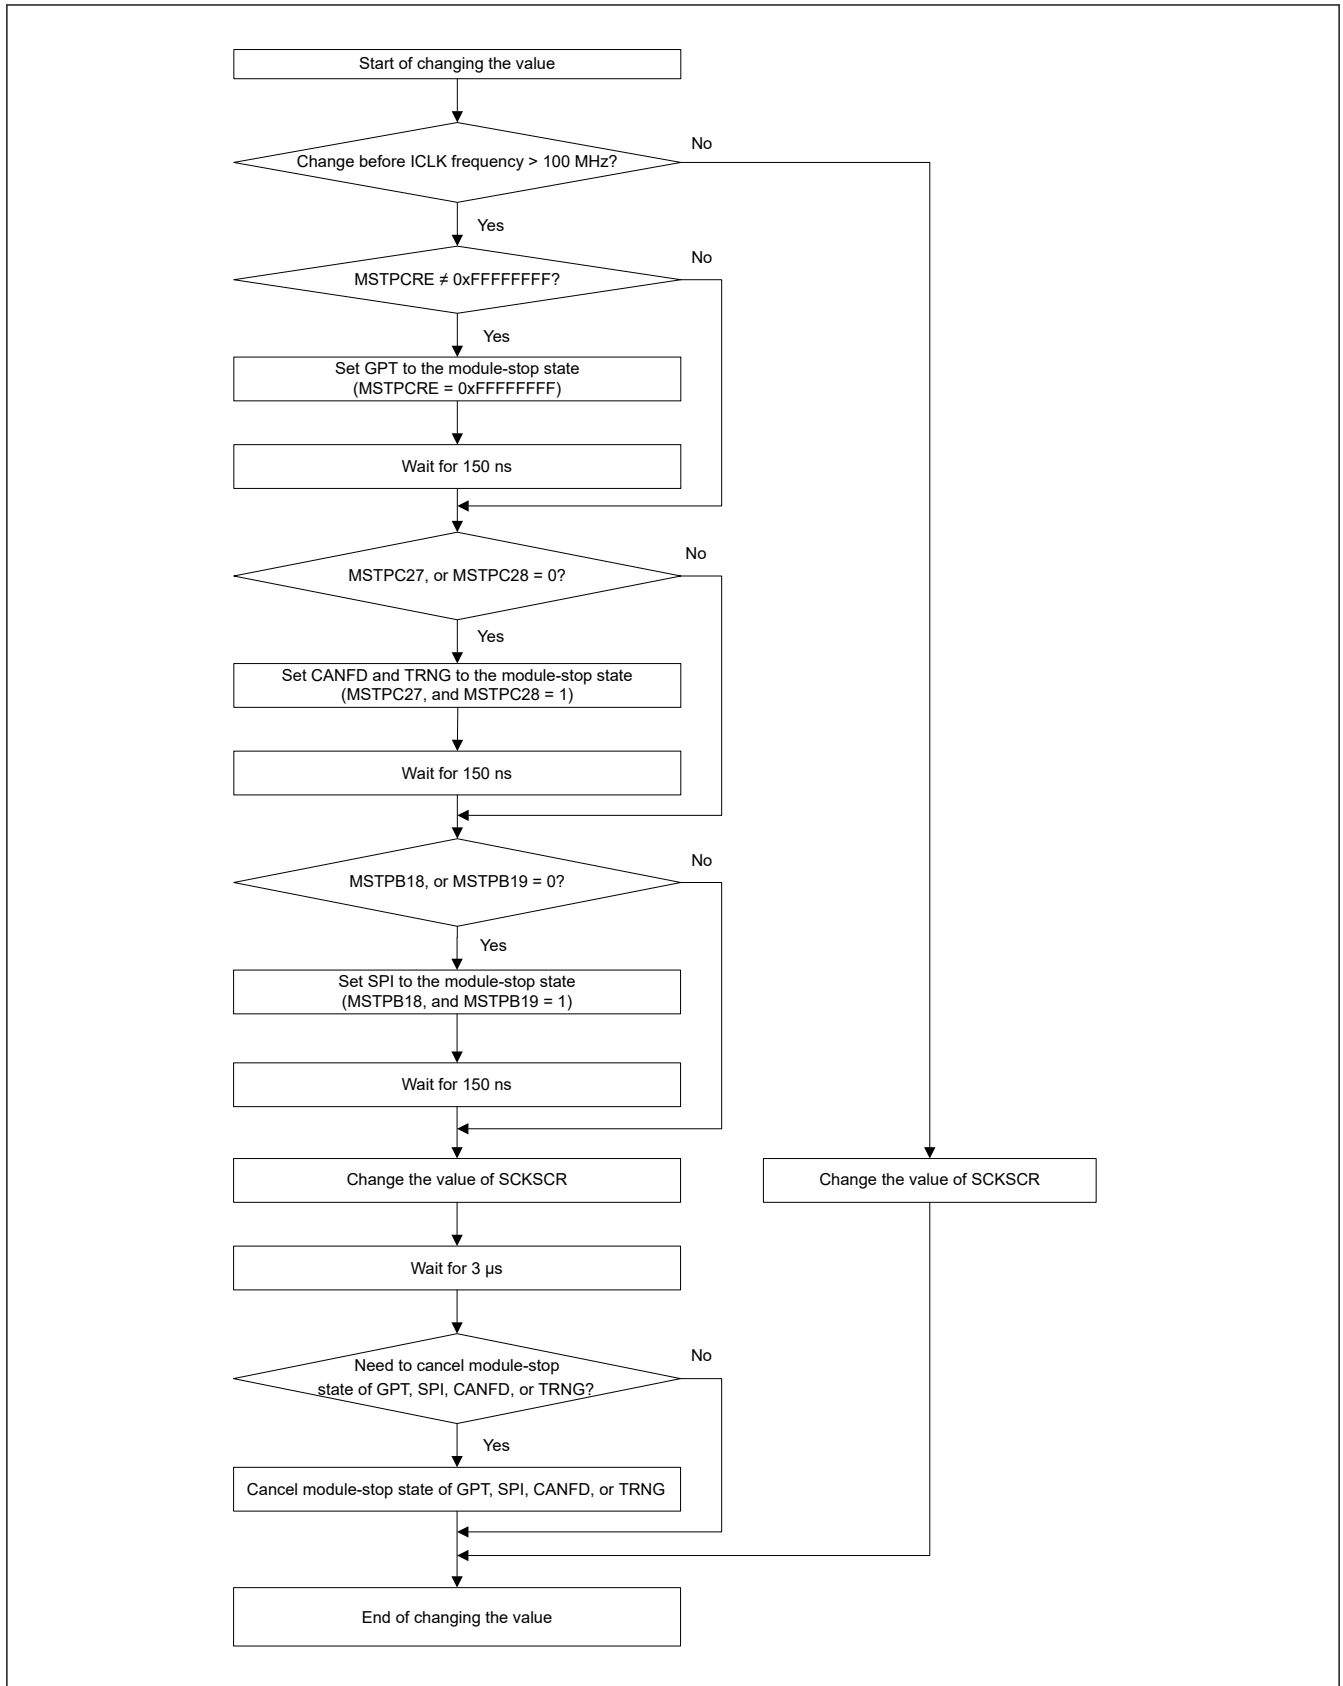 Start of changing the value
Change before ICLK frequency > 100 MHz?
No
Yes
MSTPCRE ≠ 0xFFFFFFFF?
No
Yes
Set GPT to the module-stop state
(MSTPCRE = 0xFFFFFFFF)
Wait for 150 ns
MSTPC27, or MSTPC28 = 0?
No
Yes
Set CANFD and TRNG to the module-stop state
(MSTPC27, and MSTPC28 = 1)
Wait for 150 ns
MSTPB18, or MSTPB19 = 0?
No
Yes
Set SPI to the module-stop state
(MSTPB18, and MSTPB19 = 1)
Wait for 150 ns
Change the value of SCKSCR
Change the value of SCKSCR
Wait for 3 µs
Need to cancel module-stop
state of GPT, SPI, CANFD, or TRNG?
No
Yes
Cancel module-stop state of GPT, SPI, CANFD, or TRNG
End of changing the value